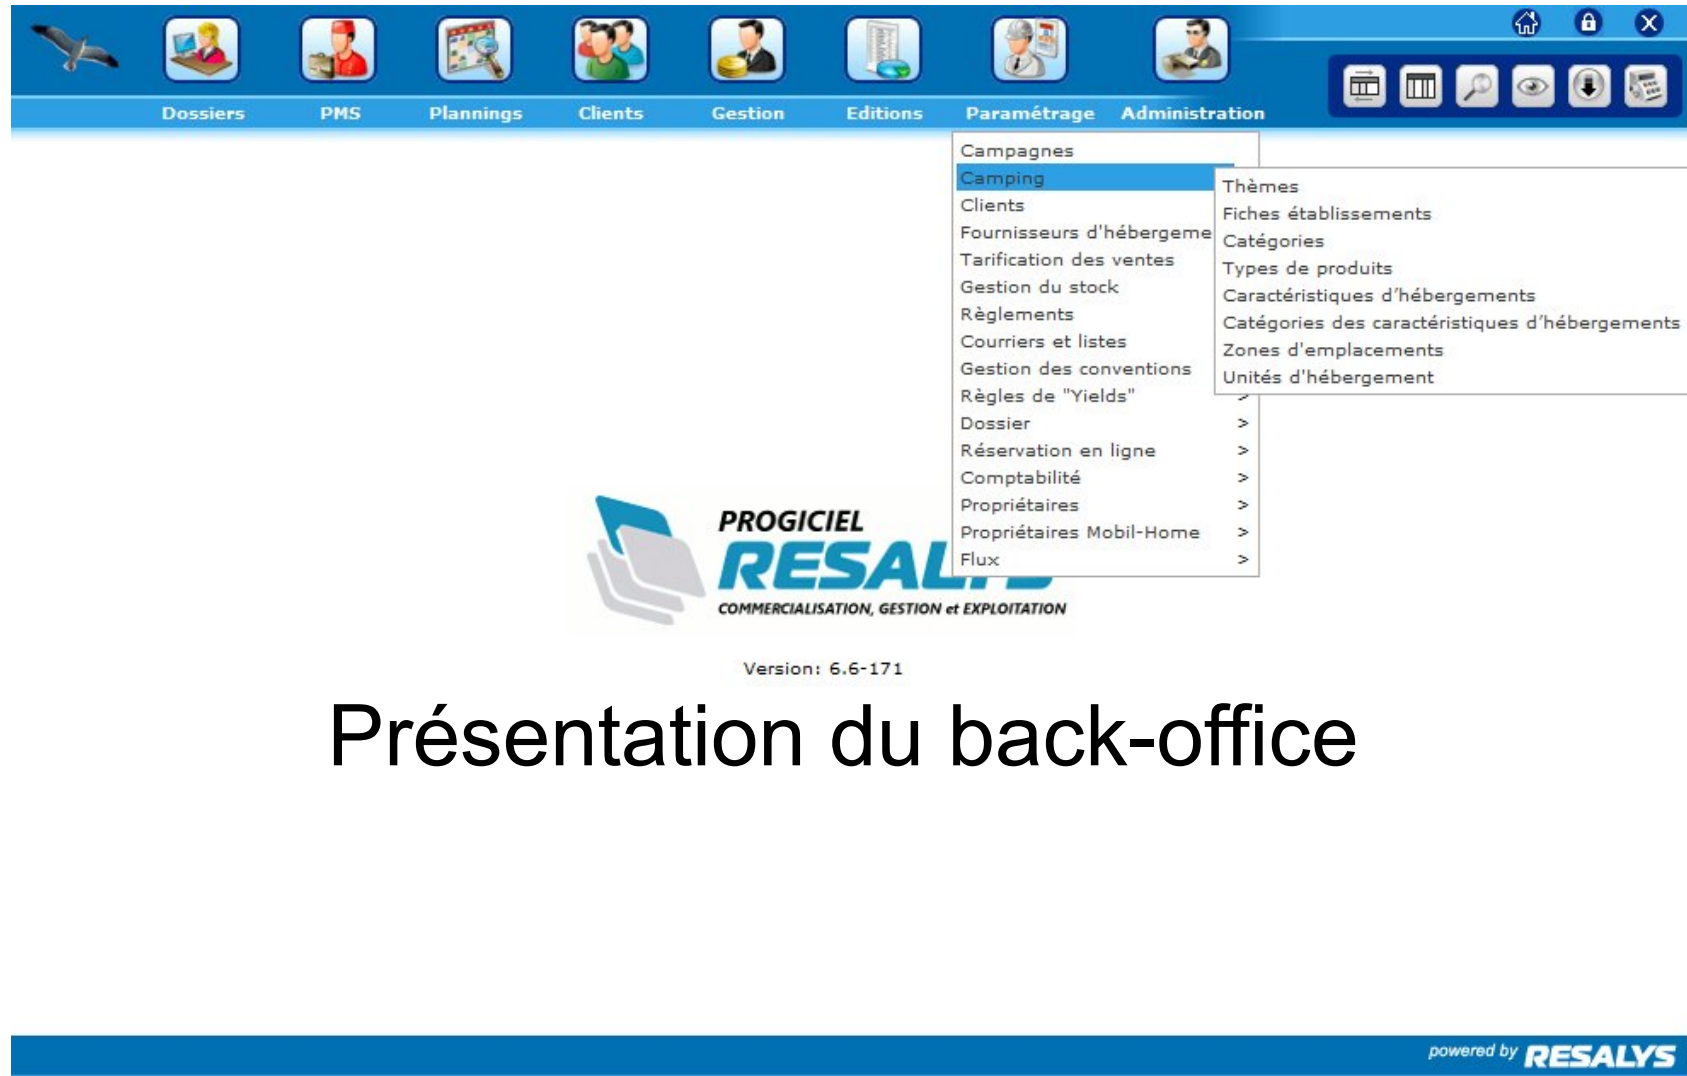 Dossiers PMS Plannings Clients Gestion Editions Paramétrage Administration
Campagnes
Camping
Clients
Fournisseurs d'hébergeme
Tarification des ventes
Gestion du stock
Règlements
Courriers et listes
Gestion des conventions
Règles de "Yields" >
Dossier >
Réservation en ligne >
Comptabilité >
Propriétaires >
Propriétaires Mobil-Home >
Flux >
Thèmes
Fiches établissements
Catégories
Types de produits
Caractéristiques d'hébergements
Catégories des caractéristiques d'hébergements
Zones d'emplacements
Unités d'hébergement
PROGICIEL
RESALYS
COMMERCIALISATION, GESTION et EXPLOITATION
Version: 6.6-171
Présentation du back-office
powered by RESALYS